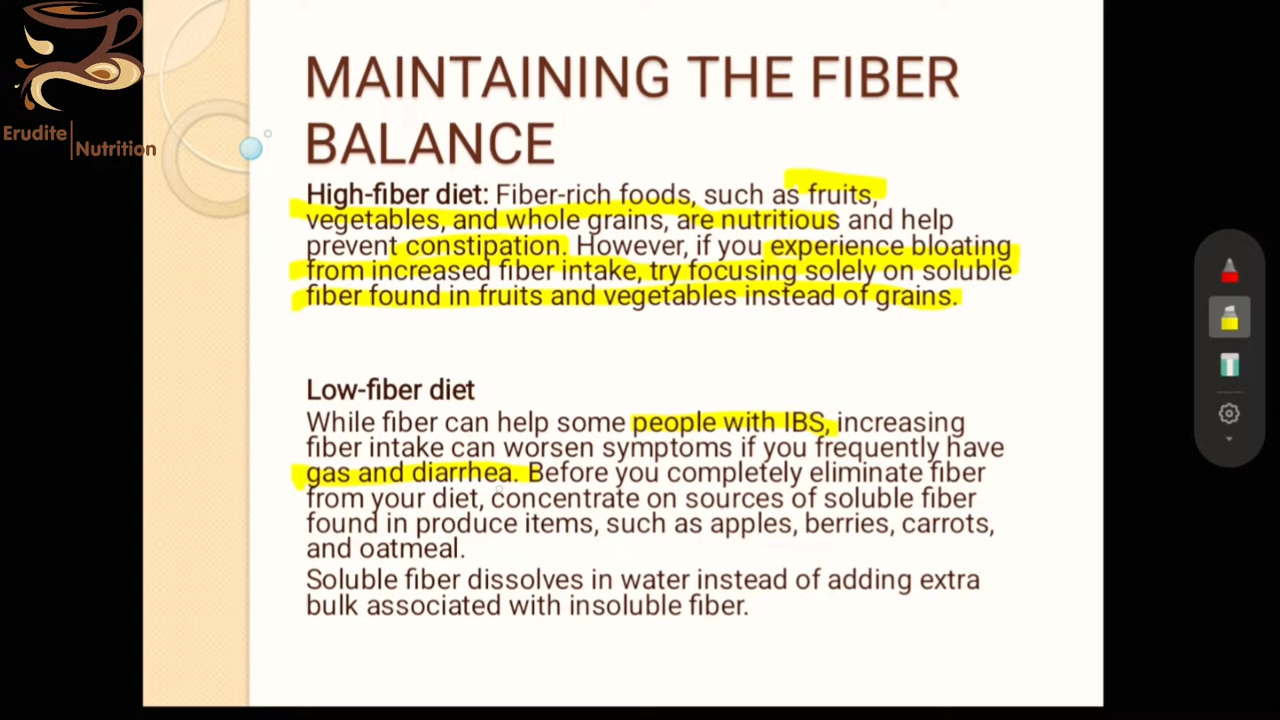 Erudite
Nutrition
MAINTAINING THE FIBER
BALANCE
High-fiber diet: Fiber-rich foods, such as fruits,
vegetables, and whole grains, are nutritious and help
prevent constipation. However, if you experience bloating
from increased fiber intake, try focusing solely on soluble
fiber found in fruits and vegetables instead of grains.
Low-fiber diet
While fiber can help some people with IBS, increasing
fiber intake can worsen symptoms if you frequently have
gas and diarrhea. Before you completely eliminate fiber
from your diet, concentrate on sources of soluble fiber
found in produce items, such as apples, berries, carrots,
and oatmeal.
Soluble fiber dissolves in water instead of adding extra
bulk associated with insoluble fiber.